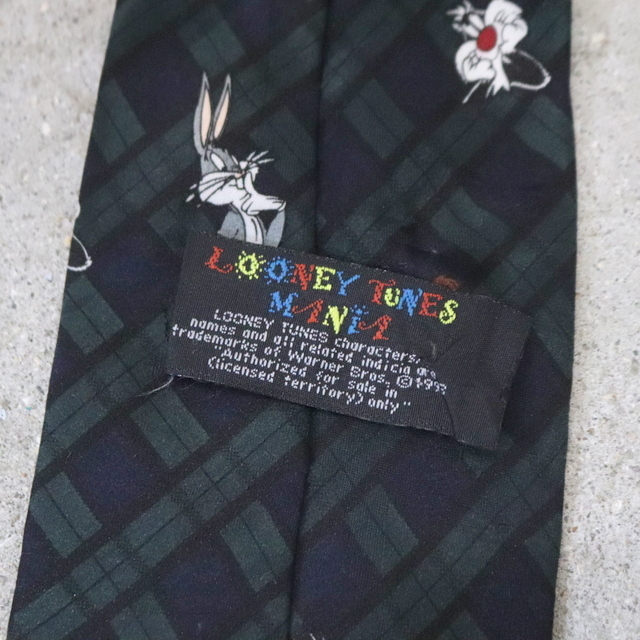 LOONEY TUNES
MANIA
LOONEY TUNES characters,
names and all related indicia are
trademarks of Warner Bros. ©
Authorized for sale in
(licensed territory) only"